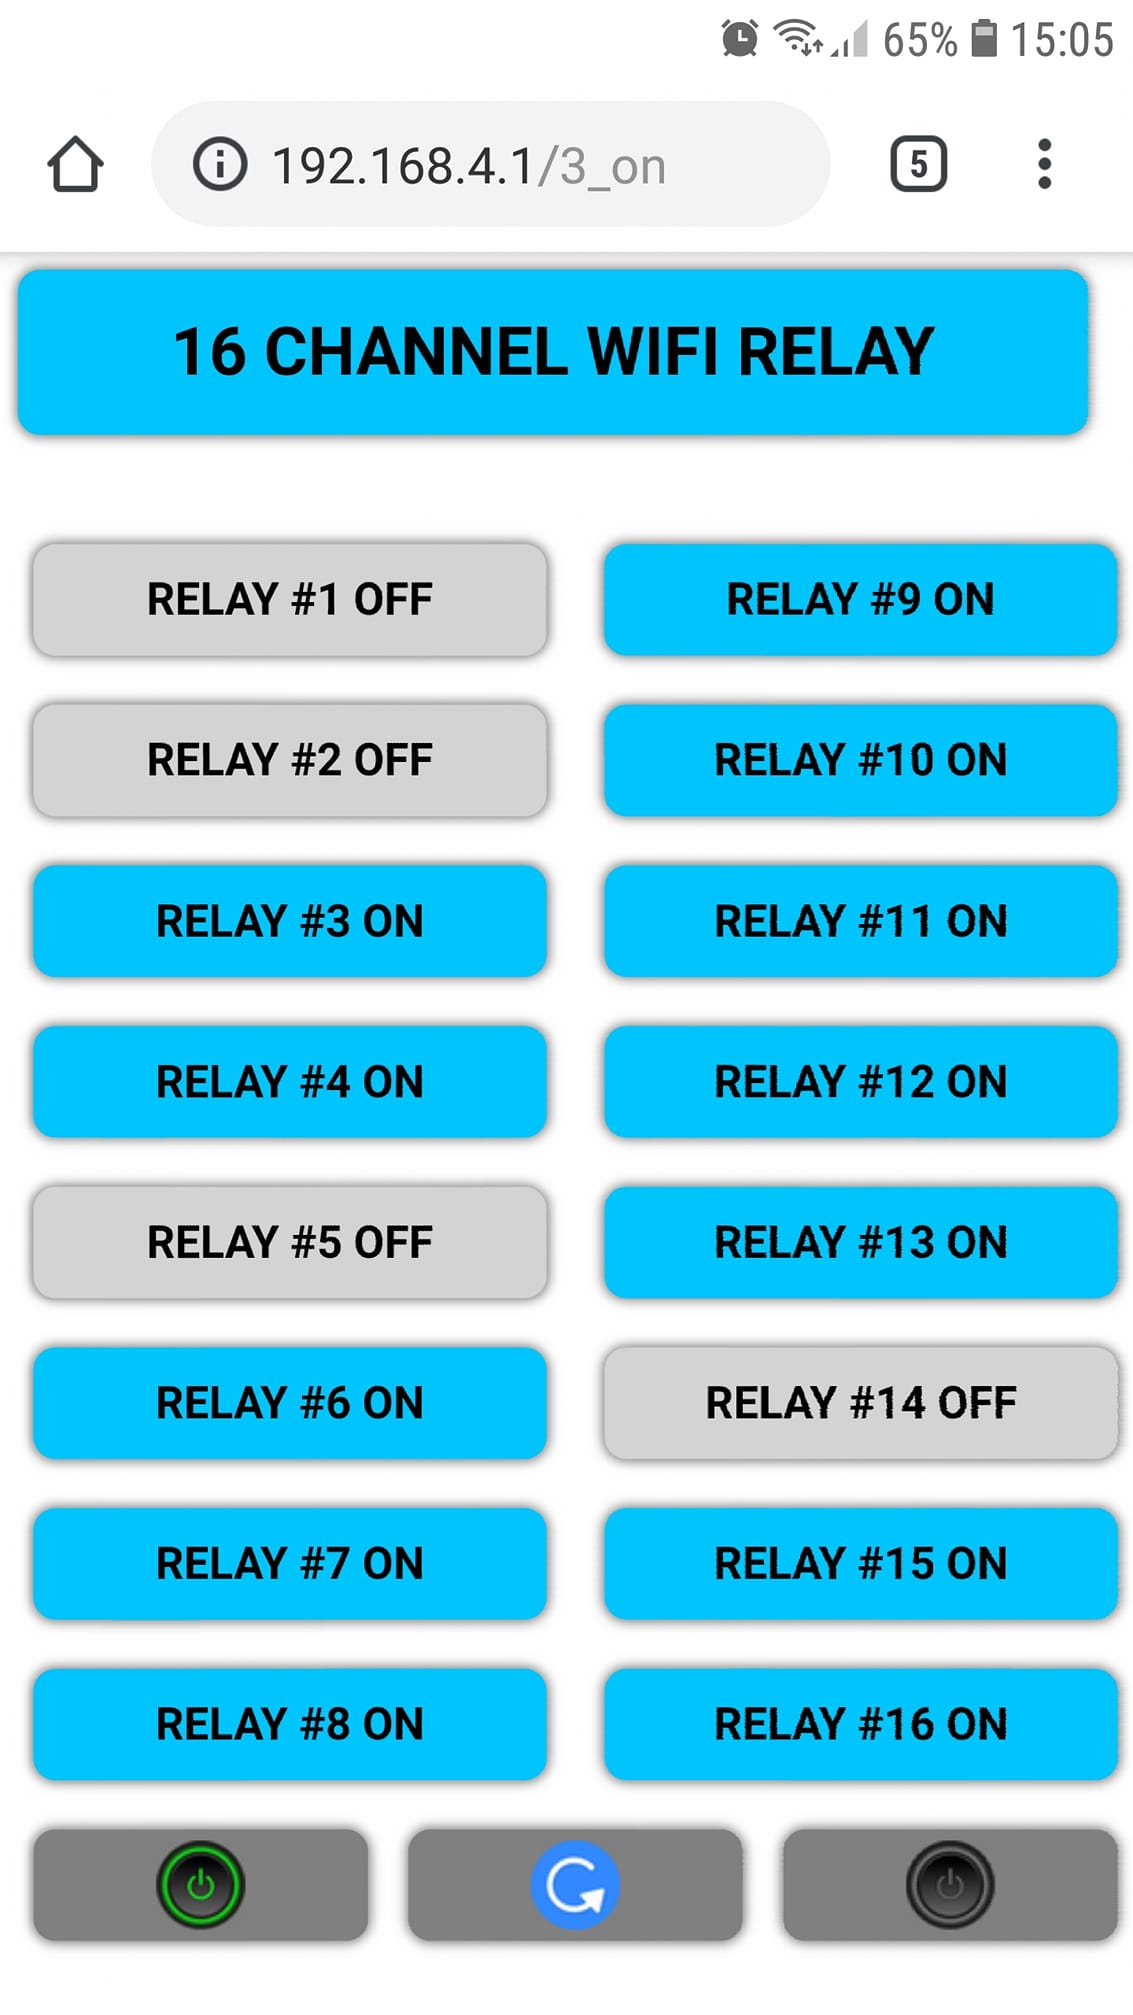 65% 15:05
192.168.4.1/3_on
5
16 CHANNEL WIFI RELAY
RELAY #1 OFF
RELAY #9 ON
RELAY #2 OFF
RELAY #10 ON
RELAY #3 ON
RELAY #11 ON
RELAY #4 ON
RELAY #12 ON
RELAY #5 OFF
RELAY #13 ON
RELAY #6 ON
RELAY #14 OFF
RELAY #7 ON
RELAY #15 ON
RELAY #8 ON
RELAY #16 ON